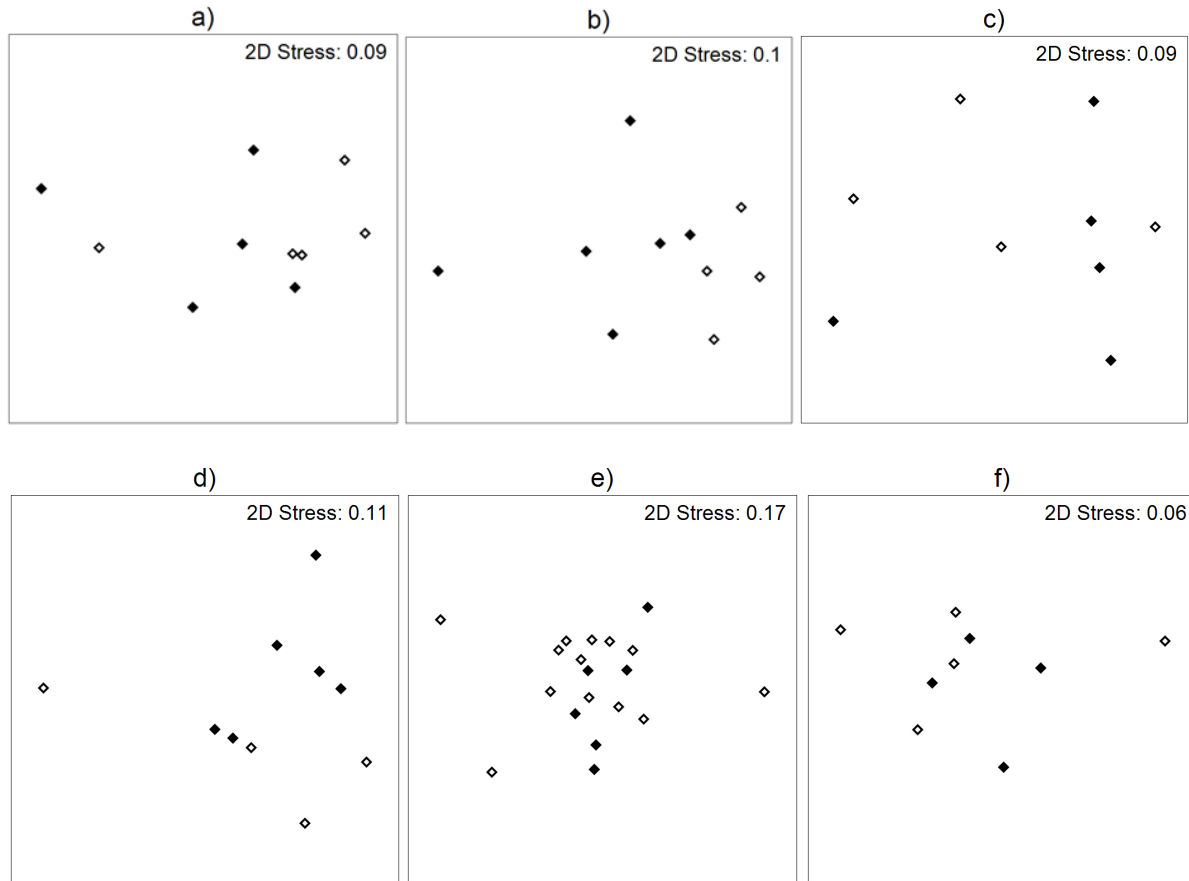 a)
2D Stress: 0.09
b)
2D Stress: 0.1
c)
2D Stress: 0.09
d)
2D Stress: 0.11
e)
2D Stress: 0.17
f)
2D Stress: 0.06